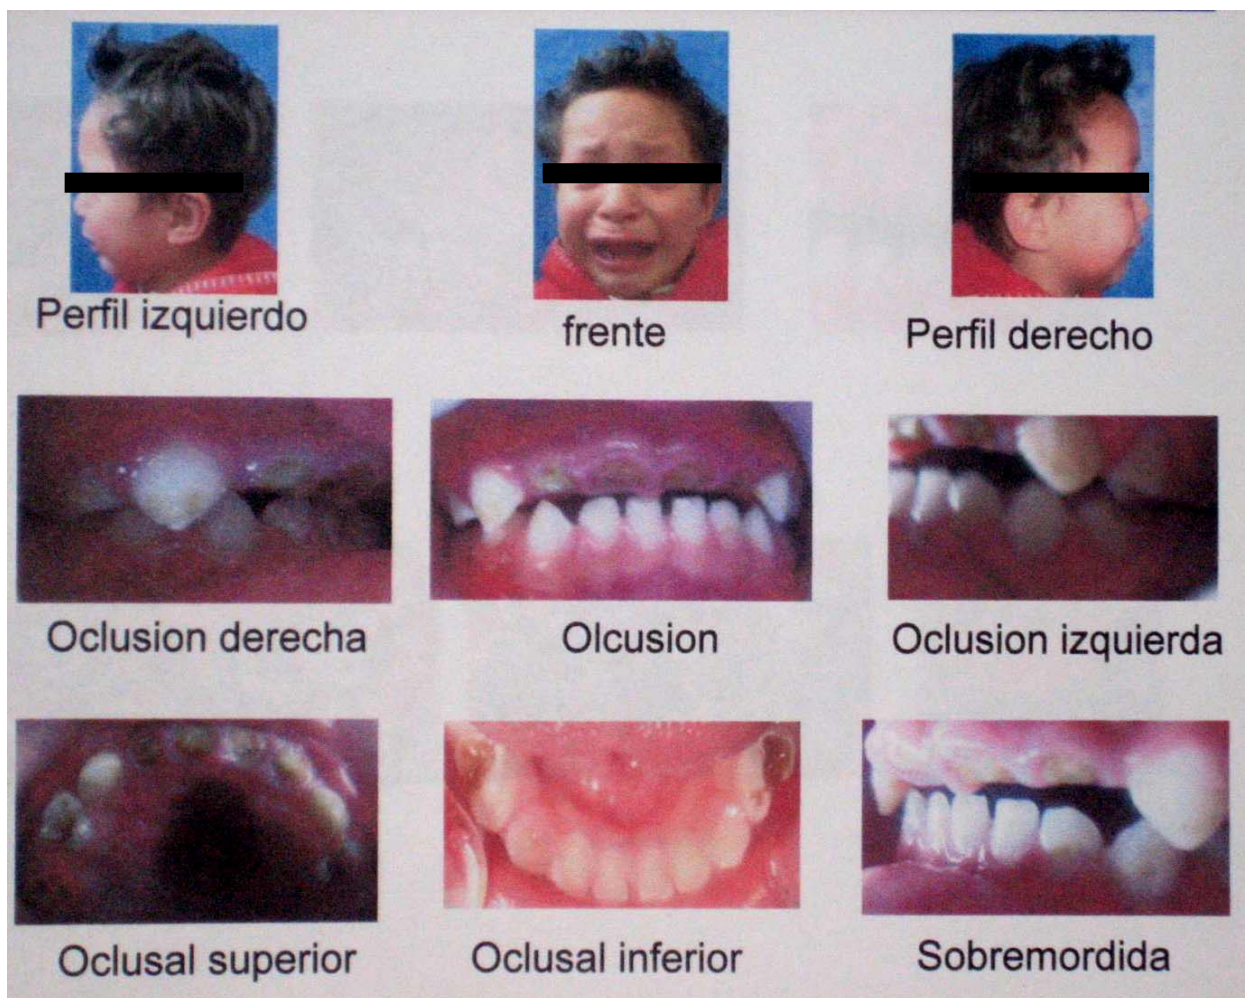 Perfil izquierdo
frente
Perfil derecho
Oclusion derecha
Olcusion
Oclusion izquierda
Oclusal superior
Oclusal inferior
Sobremordida